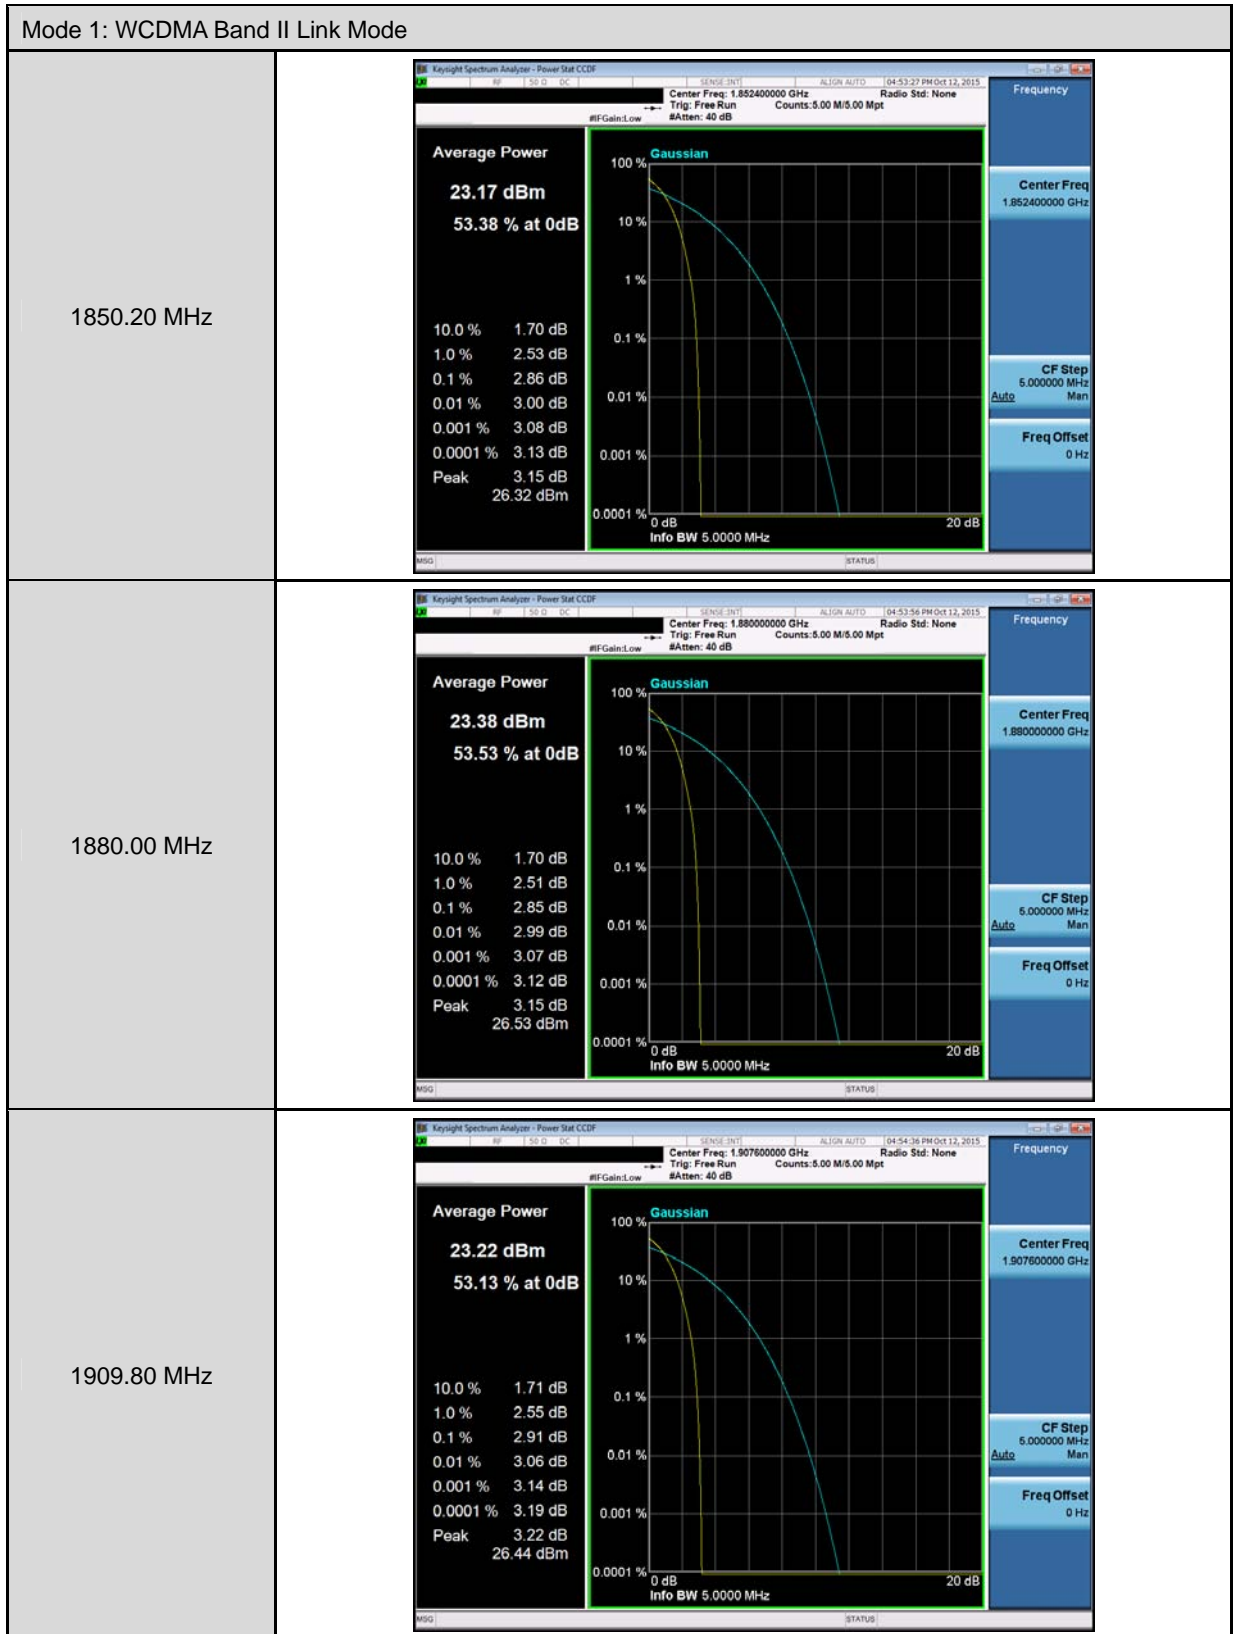 Mode 1: WCDMA Band II Link Mode
1850.20 MHz
Keysight Spectrum Analyzer - Power Stat CCDF
RF 50 Ω DC SENSE:INT ALIGN AUTO 04:53:27 PM Oct 12, 2015
Center Freq: 1.852400000 GHz Radio Std: None
Trig: Free Run Counts:5.00 M/5.00 Mpt
#IFGain:Low #Atten: 40 dB
Frequency
Average Power
23.17 dBm
53.38 % at 0dB
10.0 % 1.70 dB
1.0 % 2.53 dB
0.1 % 2.86 dB
0.01 % 3.00 dB
0.001 % 3.08 dB
0.0001 % 3.13 dB
Peak 3.15 dB
26.32 dBm
Gaussian
100 %
10 %
1 %
0.1 %
0.01 %
0.001 %
0.0001 %
0 dB 20 dB
Info BW 5.0000 MHz
Center Freq
1.852400000 GHz
CF Step
5.000000 MHz
Auto Man
Freq Offset
0 Hz
MSG STATUS
1880.00 MHz
Keysight Spectrum Analyzer - Power Stat CCDF
RF 50 Ω DC SENSE:INT ALIGN AUTO 04:53:56 PM Oct 12, 2015
Center Freq: 1.880000000 GHz Radio Std: None
Trig: Free Run Counts:5.00 M/5.00 Mpt
#IFGain:Low #Atten: 40 dB
Frequency
Average Power
23.38 dBm
53.53 % at 0dB
10.0 % 1.70 dB
1.0 % 2.51 dB
0.1 % 2.85 dB
0.01 % 2.99 dB
0.001 % 3.07 dB
0.0001 % 3.12 dB
Peak 3.15 dB
26.53 dBm
Gaussian
100 %
10 %
1 %
0.1 %
0.01 %
0.001 %
0.0001 %
0 dB 20 dB
Info BW 5.0000 MHz
Center Freq
1.880000000 GHz
CF Step
5.000000 MHz
Auto Man
Freq Offset
0 Hz
MSG STATUS
1909.80 MHz
Keysight Spectrum Analyzer - Power Stat CCDF
RF 50 Ω DC SENSE:INT ALIGN AUTO 04:54:36 PM Oct 12, 2015
Center Freq: 1.907600000 GHz Radio Std: None
Trig: Free Run Counts:5.00 M/5.00 Mpt
#IFGain:Low #Atten: 40 dB
Frequency
Average Power
23.22 dBm
53.13 % at 0dB
10.0 % 1.71 dB
1.0 % 2.55 dB
0.1 % 2.91 dB
0.01 % 3.06 dB
0.001 % 3.14 dB
0.0001 % 3.19 dB
Peak 3.22 dB
26.44 dBm
Gaussian
100 %
10 %
1 %
0.1 %
0.01 %
0.001 %
0.0001 %
0 dB 20 dB
Info BW 5.0000 MHz
Center Freq
1.907600000 GHz
CF Step
5.000000 MHz
Auto Man
Freq Offset
0 Hz
MSG STATUS